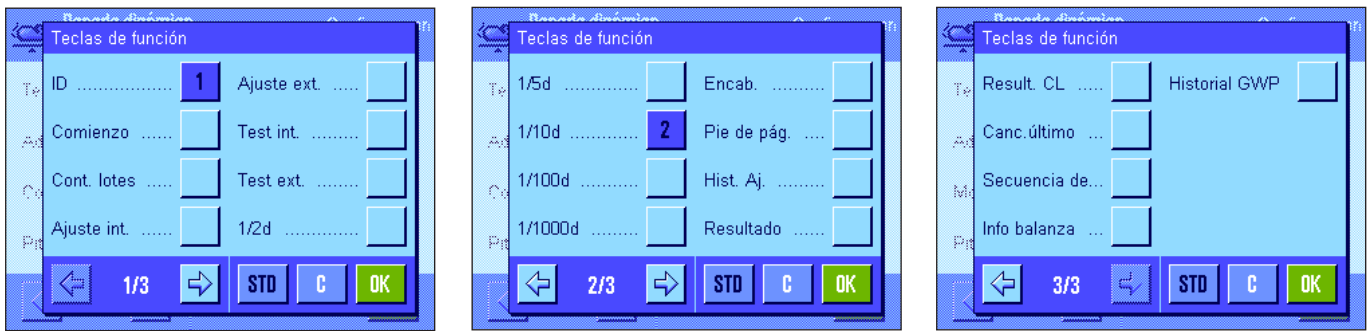 Teclas de función
ID .................. 1 Ajuste ext. .....
Comienzo ...... Test int. ...........
Cont. lotes ..... Test ext. ..........
Ajuste int. ...... 1/2d ..................
1/3 STD C OK
Teclas de función
1/5d ............. Encab. ............
1/10d ........... 2 Pie de pág. ....
1/100d ......... Hist. Aj. .........
1/1000d ....... Resultado ......
2/3 STD C OK
Teclas de función
Result. CL ..... Historial GWP ..
Canc.último ...
Secuencia de...
Info balanza ...
3/3 STD C OK